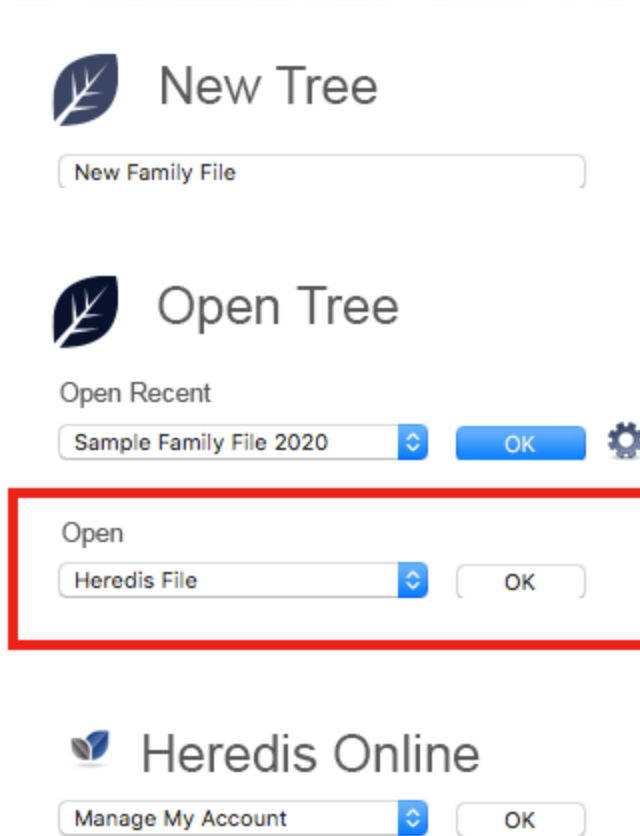 New Tree
New Family File
Open Tree
Open Recent
Sample Family File 2020 OK
Open
Heredis File OK
Heredis Online
Manage My Account OK